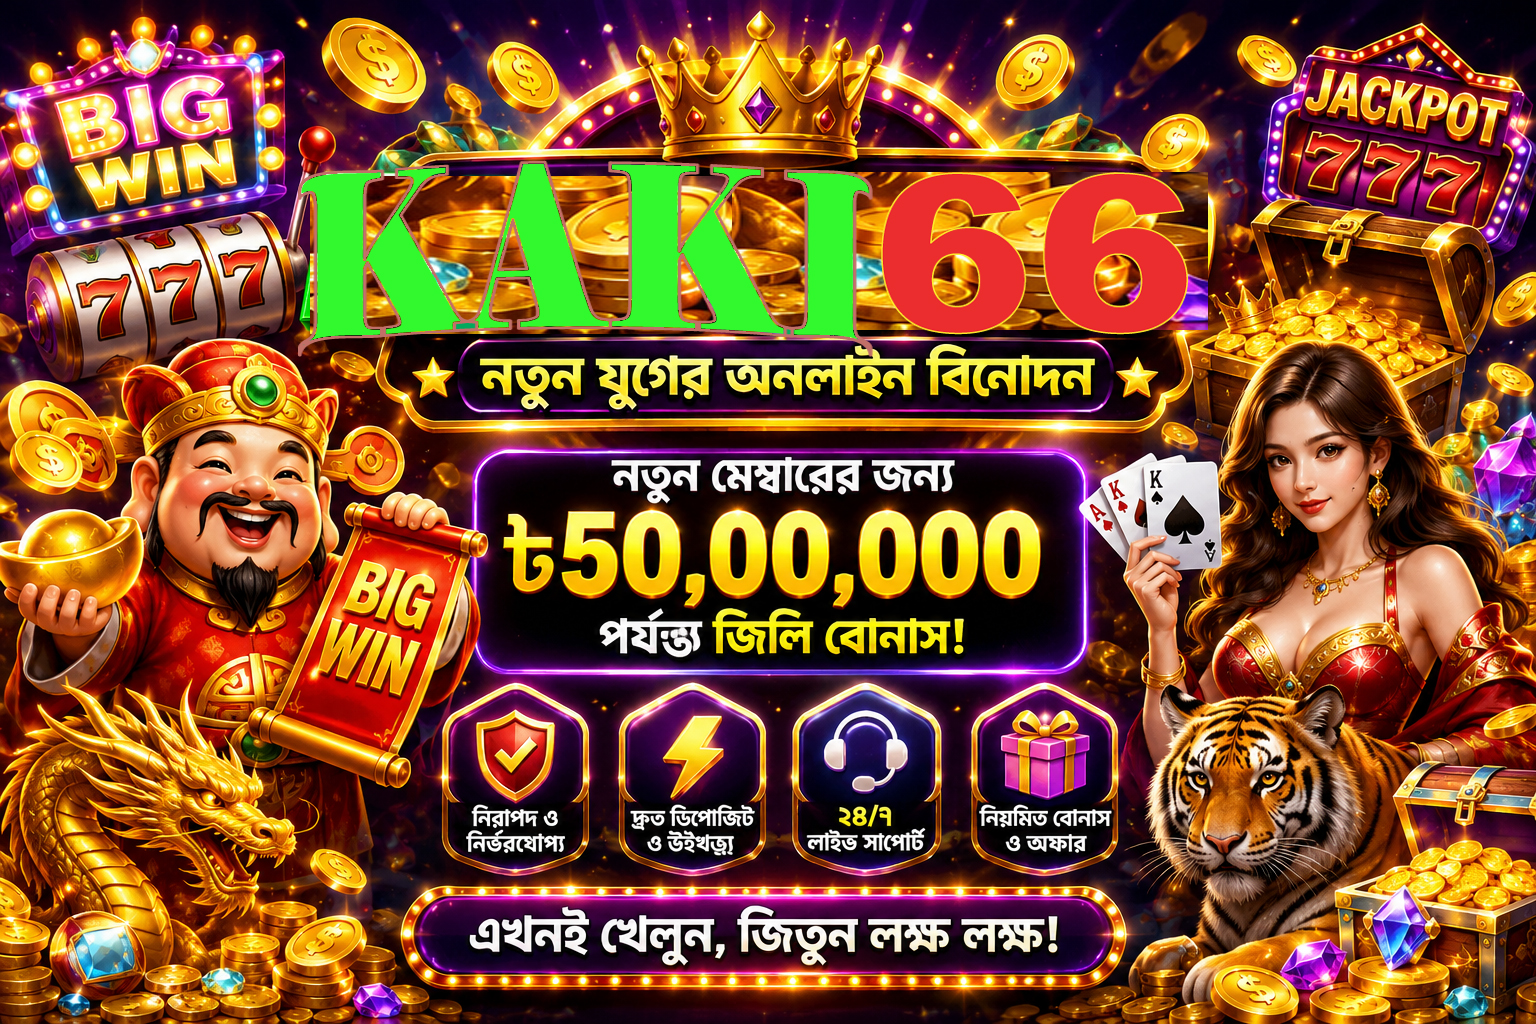 BIG
WIN
JACKPOT
777
777
KAKI66
নতুন যুগের অনলাইন বিনোদন
নতুন মেম্বারের জন্য
৳50,00,000
পর্যন্ত জিলি বোনাস!
A
K
K
A
BIG
WIN
নিরাপদ ও
নির্ভরযোগ্য
দ্রুত ডিপোজিট
ও উইথড্র
২৪/৭
লাইভ সাপোর্ট
নিয়মিত বোনাস
ও অফার
এখনই খেলুন, জিতুন লক্ষ লক্ষ!